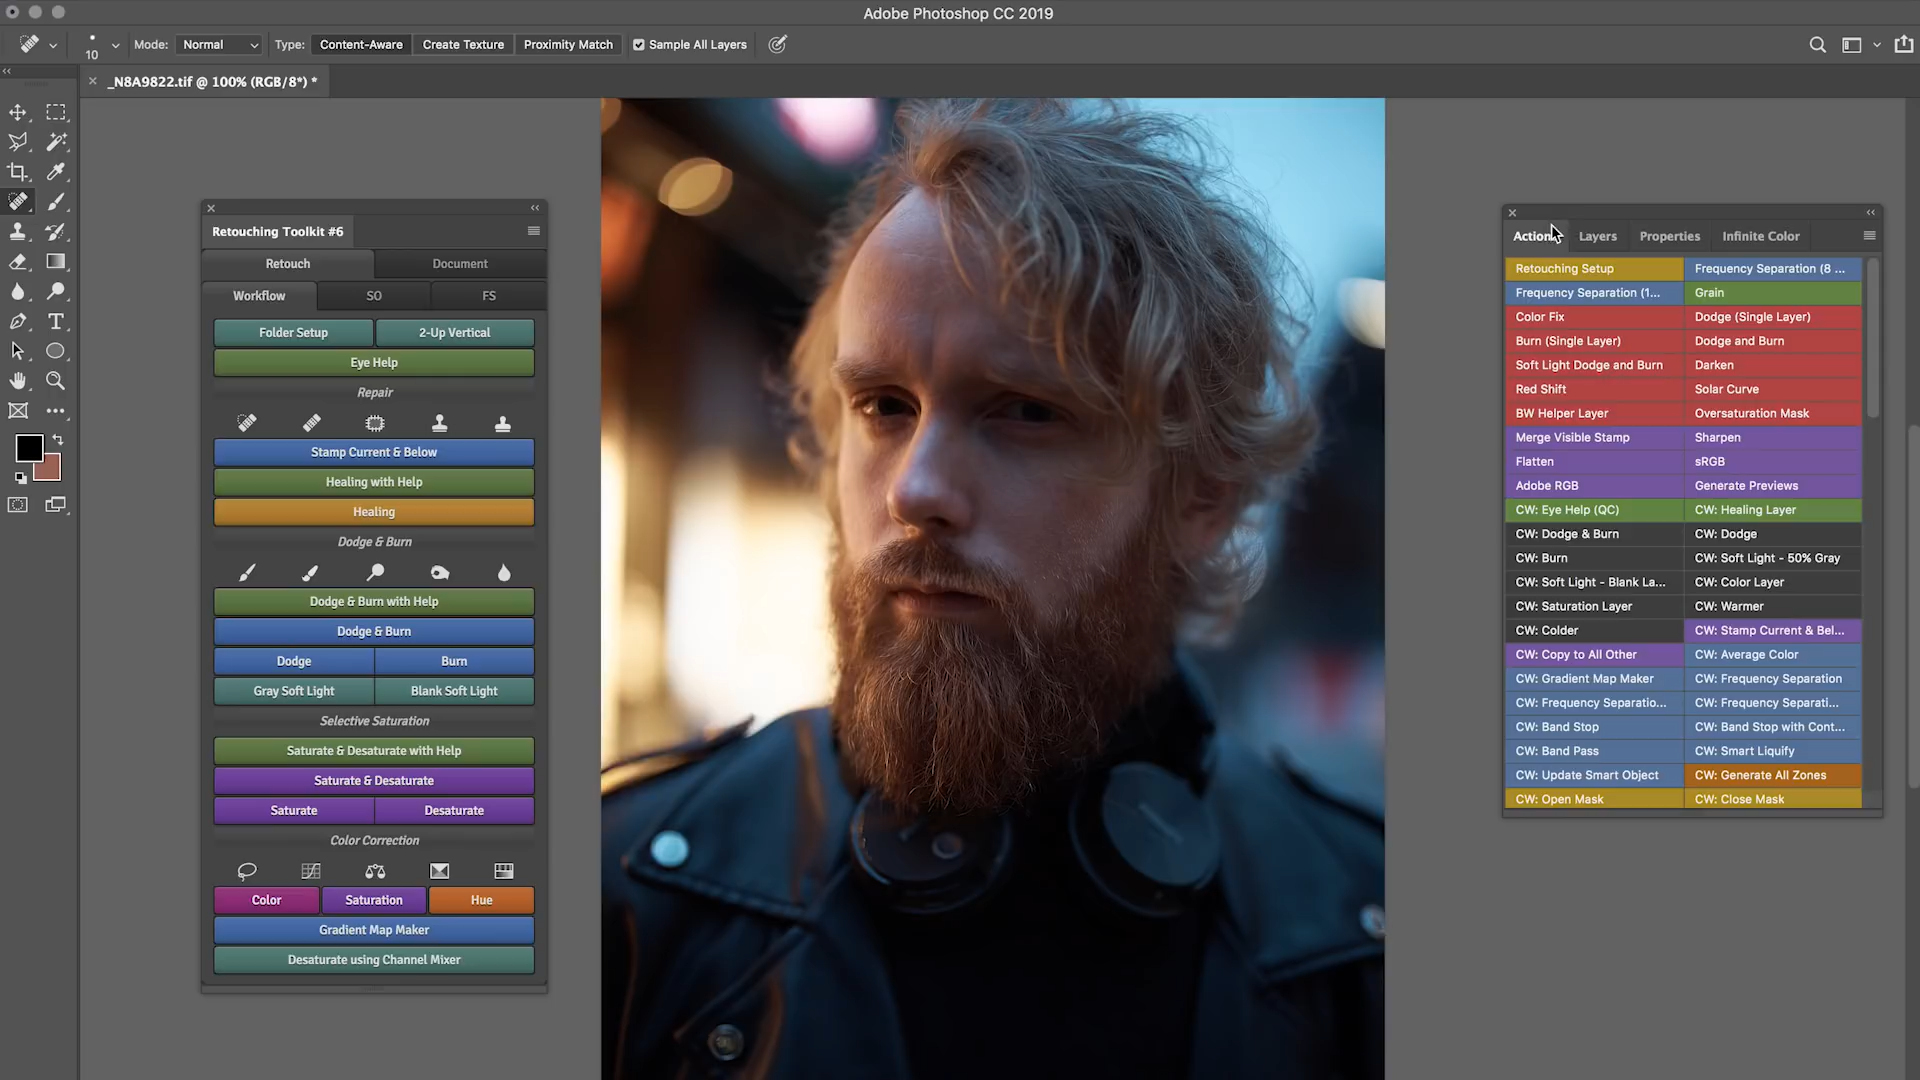 Adobe Photoshop CC 2019
10 Mode: Normal Type: Content-Aware Create Texture Proximity Match Sample All Layers
_N8A9822.tif @ 100% (RGB/8*) *
Retouching Toolkit #6
Retouch Document
Workflow SO FS
Folder Setup 2-Up Vertical
Eye Help
Repair
Stamp Current & Below
Healing with Help
Healing
Dodge & Burn
Dodge & Burn with Help
Dodge & Burn
Dodge Burn
Gray Soft Light Blank Soft Light
Selective Saturation
Saturate & Desaturate with Help
Saturate & Desaturate
Saturate Desaturate
Color Correction
Color Saturation Hue
Gradient Map Maker
Desaturate using Channel Mixer
Actions Layers Properties Infinite Color
Retouching Setup Frequency Separation (8 ...
Frequency Separation (1... Grain
Color Fix Dodge (Single Layer)
Burn (Single Layer) Dodge and Burn
Soft Light Dodge and Burn Darken
Red Shift Solar Curve
BW Helper Layer Oversaturation Mask
Merge Visible Stamp Sharpen
Flatten sRGB
Adobe RGB Generate Previews
CW: Eye Help (QC) CW: Healing Layer
CW: Dodge & Burn CW: Dodge
CW: Burn CW: Soft Light - 50% Gray
CW: Soft Light - Blank La... CW: Color Layer
CW: Saturation Layer CW: Warmer
CW: Colder CW: Stamp Current & Bel...
CW: Copy to All Other CW: Average Color
CW: Gradient Map Maker CW: Frequency Separation
CW: Frequency Separatio... CW: Frequency Separati...
CW: Band Stop CW: Band Stop with Cont...
CW: Band Pass CW: Smart Liquify
CW: Update Smart Object CW: Generate All Zones
CW: Open Mask CW: Close Mask